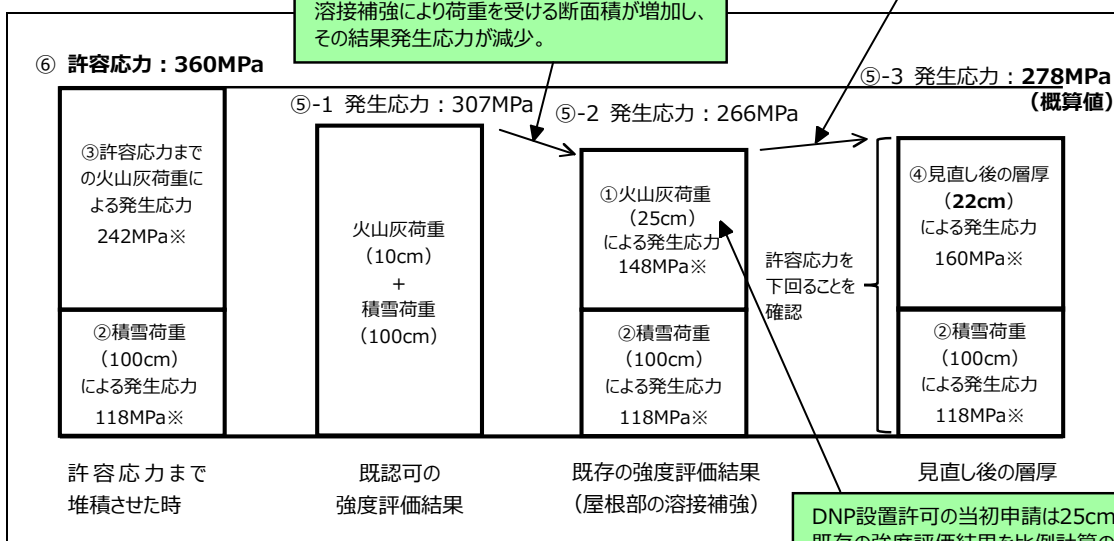 溶接補強により荷重を受ける断面積が増加し、
その結果発生応力が減少。
⑥ 許容応力：360MPa
⑤-1 発生応力：307MPa
⑤-2 発生応力：266MPa
⑤-3 発生応力：278MPa
（概算値）
③許容応力まで
の火山灰荷重に
よる発生応力
242MPa※
②積雪荷重
（100cm）
による発生応力
118MPa※
火山灰荷重
（10cm）
+
積雪荷重
（100cm）
①火山灰荷重
（25cm）
による発生応力
148MPa※
②積雪荷重
（100cm）
による発生応力
118MPa※
許容応力を
下回ることを
確認
④見直し後の層厚
（22cm）
による発生応力
160MPa※
②積雪荷重
（100cm）
による発生応力
118MPa※
許容応力まで
堆積させた時
既認可の
強度評価結果
既存の強度評価結果
（屋根部の溶接補強）
見直し後の層厚
DNP設置許可の当初申請は25cm